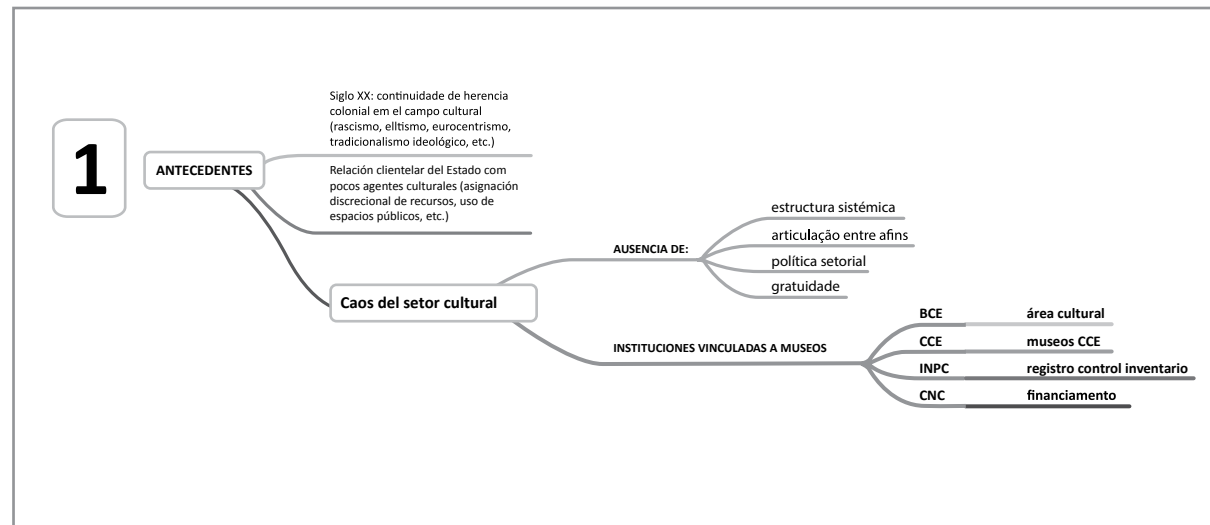 1
ANTECEDENTES
Siglo XX: continuidade de herencia
colonial em el campo cultural
(rascismo, elltismo, eurocentrismo,
tradicionalismo ideológico, etc.)
Relación clientelar del Estado com
pocos agentes culturales (asignación
discrecional de recursos, uso de
espacios públicos, etc.)
Caos del setor cultural
AUSENCIA DE:
estructura sistémica
articulação entre afins
política setorial
gratuidade
INSTITUCIONES VINCULADAS A MUSEOS
BCE área cultural
CCE museos CCE
INPC registro control inventario
CNC financiamento